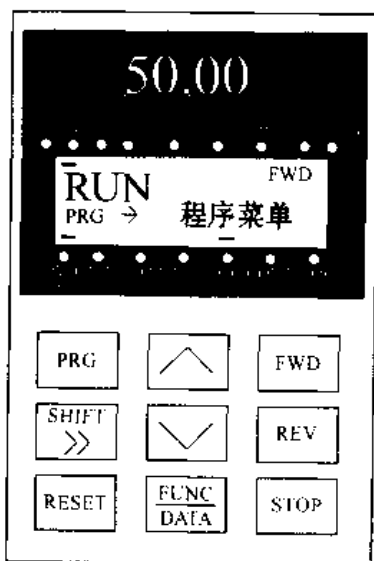 50.00
FWD
RUN
PRG → 程序菜单
PRG
FWD
SHIFT
>>
REV
RESET
FUNC
DATA
STOP